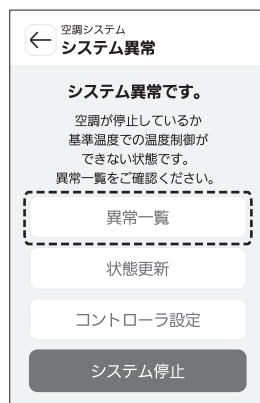 空調システム
システム異常
システム異常です。
空調が停止しているか
基準温度での温度制御が
できない状態です。
異常一覧をご確認ください。
異常一覧
状態更新
コントローラ設定
システム停止